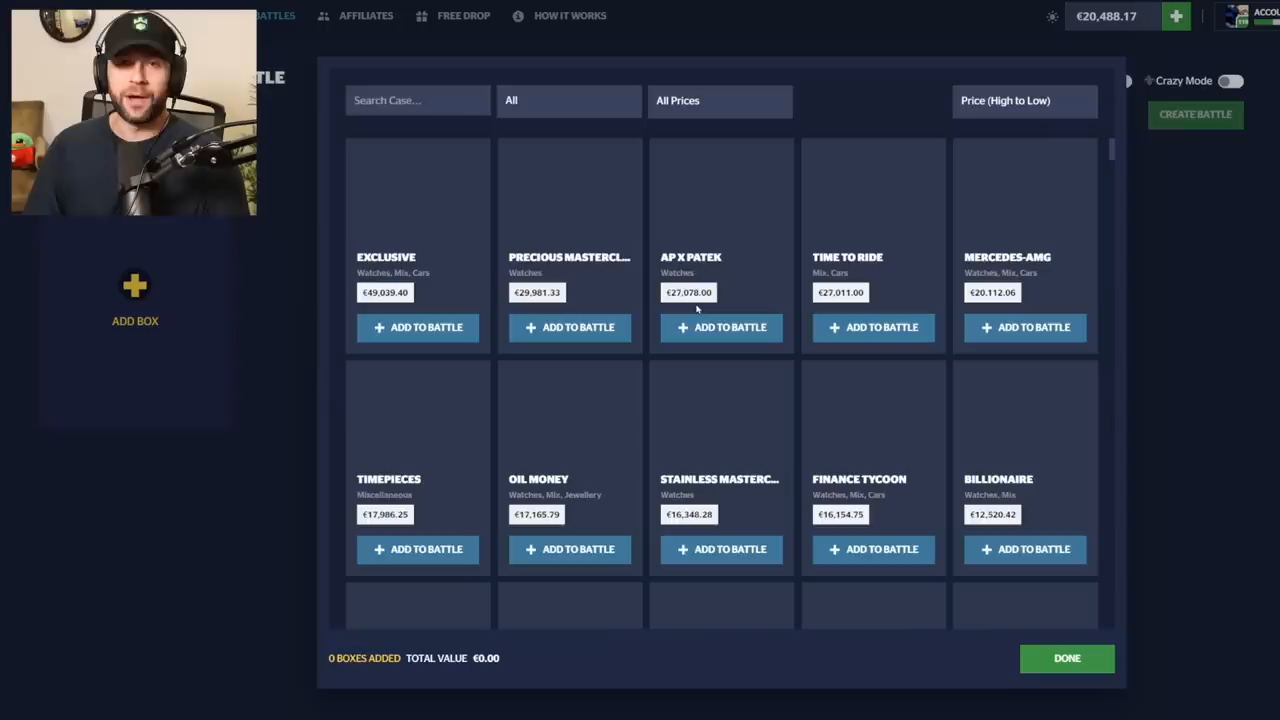 BATTLES
AFFILIATES
FREE DROP
HOW IT WORKS
€20,488.17
TLE
Search Case...
All
All Prices
Price (High to Low)
Crazy Mode
CREATE BATTLE
EXCLUSIVE
Watches, Mix, Cars
€49,039.40
ADD TO BATTLE
PRECIOUS MASTERCL...
Watches
€29,981.33
ADD TO BATTLE
AP X PATEK
Watches
€27,078.00
ADD TO BATTLE
TIME TO RIDE
Mix, Cars
€27,011.00
ADD TO BATTLE
MERCEDES-AMG
Watches, Mix, Cars
€20,112.06
ADD TO BATTLE
ADD BOX
TIMEPIECES
Miscellaneous
€17,986.25
ADD TO BATTLE
OIL MONEY
Watches, Mix, Jewellery
€17,165.79
ADD TO BATTLE
STAINLESS MASTERC...
Watches
€16,348.28
ADD TO BATTLE
FINANCE TYCOON
Watches, Mix, Cars
€16,154.75
ADD TO BATTLE
BILLIONAIRE
Watches, Mix
€12,520.42
ADD TO BATTLE
0 BOXES ADDED TOTAL VALUE €0.00
DONE